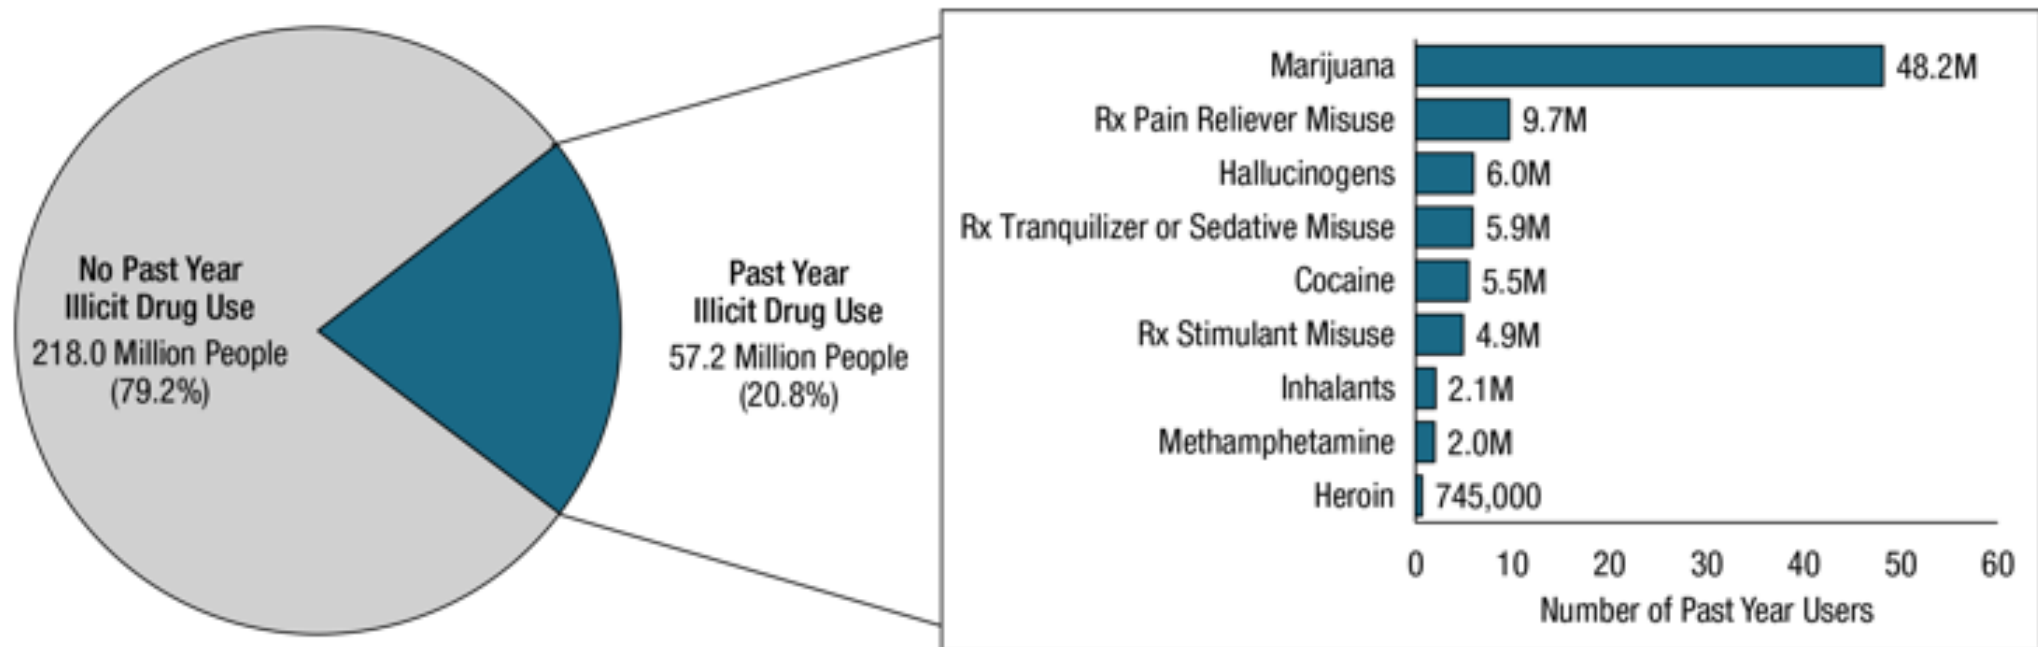 No Past Year
Illicit Drug Use
218.0 Million People
(79.2%)
Past Year
Illicit Drug Use
57.2 Million People
(20.8%)
Marijuana 48.2M
Rx Pain Reliever Misuse 9.7M
Hallucinogens 6.0M
Rx Tranquilizer or Sedative Misuse 5.9M
Cocaine 5.5M
Rx Stimulant Misuse 4.9M
Inhalants 2.1M
Methamphetamine 2.0M
Heroin 745,000
0 10 20 30 40 50 60
Number of Past Year Users